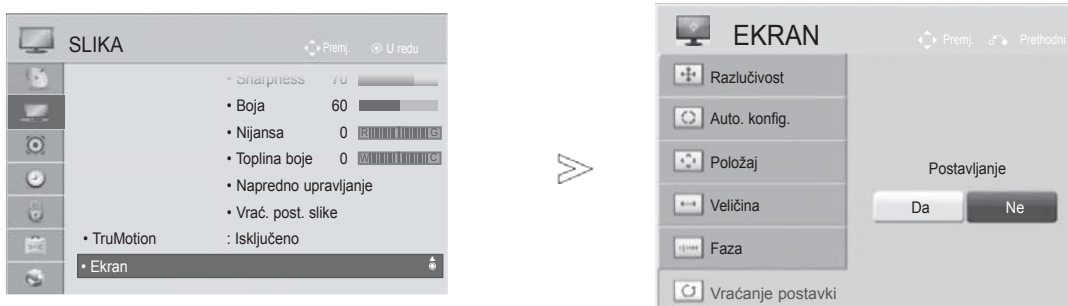 SLIKA
Premj. U redu
• Sharpness 70
• Boja 60
• Nijansa 0 R G
• Toplina boje 0 W C
• Napredno upravljanje
• Vrać. post. slike
• TruMotion : Isključeno
• Ekran
EKRAN
Premj. Prethodni
Razlučivost
Auto. konfig.
Položaj
Veličina
Faza
Vraćanje postavki
Postavljanje
Da Ne